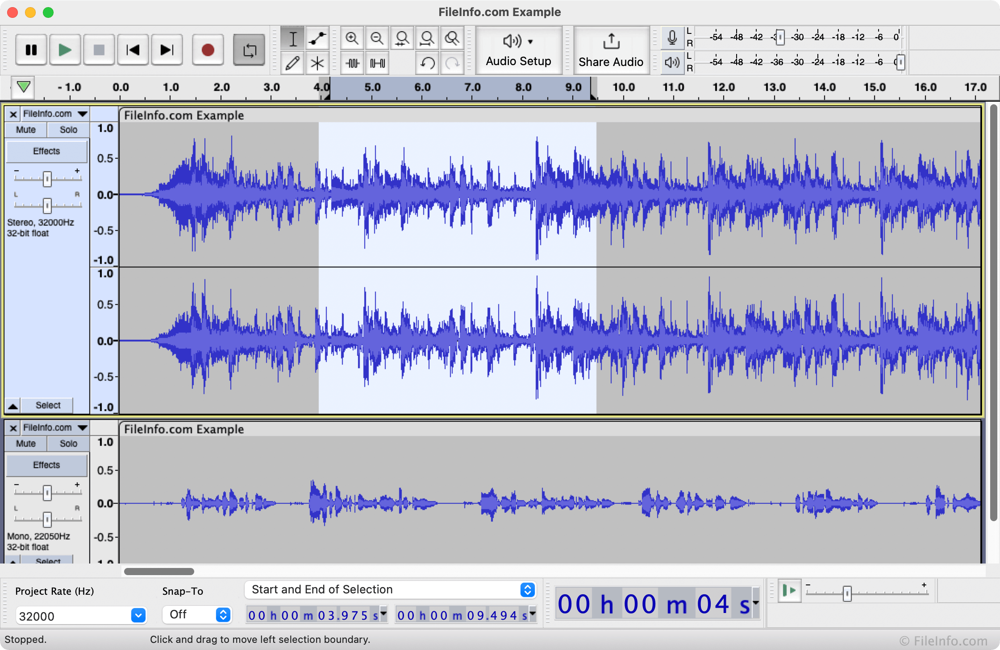 FileInfo.com Example
Audio Setup
Share Audio
L
R
-54 -48 -42 -3 -30 -24 -18 -12 -6 0
L
R
-54 -48 -42 -36 -30 -24 -18 -12 -6
-1.0 0.0 1.0 2.0 3.0 4.0 5.0 6.0 7.0 8.0 9.0 10.0 11.0 12.0 13.0 14.0 15.0 16.0 17.0
FileInfo.com
FileInfo.com Example
Mute Solo
Effects
- +
L R
Stereo, 32000Hz
32-bit float
Select
1.0
0.5
0.0
-0.5
-1.0
1.0
0.5
0.0
-0.5
-1.0
FileInfo.com
FileInfo.com Example
Mute Solo
Effects
- +
L R
Mono, 22050Hz
32-bit float
Select
1.0
0.5
0.0
-0.5
-1.0
Project Rate (Hz)
32000
Snap-To
Off
Start and End of Selection
00 h 00 m 03.975 s
00 h 00 m 09.494 s
00 h 00 m 04 s
- +
Stopped.
Click and drag to move left selection boundary.
© FileInfo.com